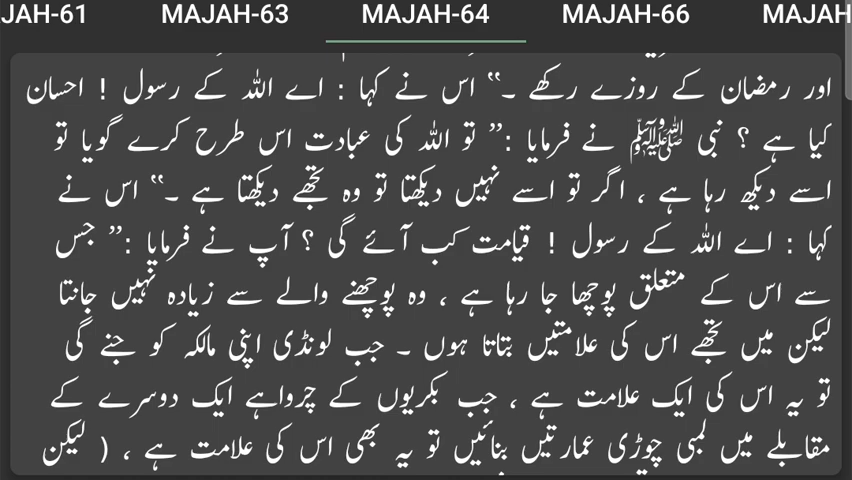 JAH-61 MAJAH-63 MAJAH-64 MAJAH-66 MAJAH
اور رمضان کے روزے رکھے ۔‘‘ اس نے کہا : اے اللہ کے رسول ! احسان
کیا ہے ؟ نبی ﷺ نے فرمایا :’’ تو اللہ کی عبادت اس طرح کرے گویا تو
اسے دیکھ رہا ہے ، اگر تو اسے نہیں دیکھتا تو وہ تجھے دیکھتا ہے ۔‘‘ اس نے
کہا : اے اللہ کے رسول ! قیامت کب آئے گی ؟ آپ نے فرمایا :’’ جس
سے اس کے متعلق پوچھا جا رہا ہے ، وہ پوچھنے والے سے زیادہ نہیں جانتا
لیکن میں تجھے اس کی علامتیں بتاتا ہوں ۔ جب لونڈی اپنی مالکہ کو جنے گی
تو یہ اس کی ایک علامت ہے ، جب بکریوں کے چرواہے ایک دوسرے کے
مقابلے میں لمبی چوڑی عمارتیں بنائیں تو یہ بھی اس کی علامت ہے ، ( لیکن